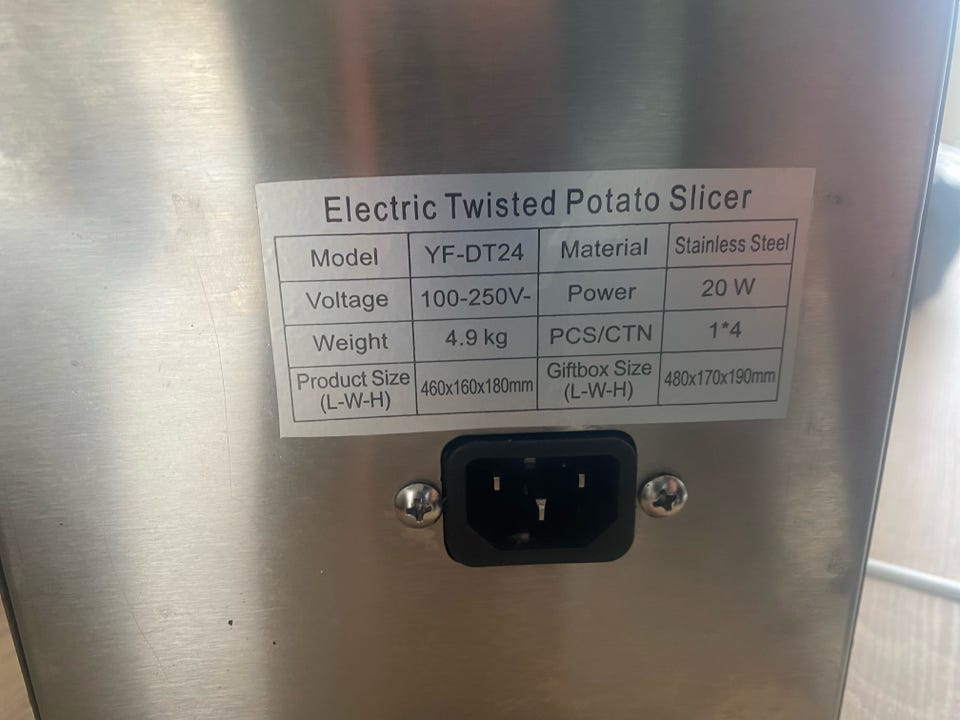 Electric Twisted Potato Slicer
Model YF-DT24 Material Stainless Steel
Voltage 100-250V- Power 20 W
Weight 4.9 kg PCS/CTN 1*4
Product Size (L-W-H) 460x160x180mm Giftbox Size (L-W-H) 480x170x190mm